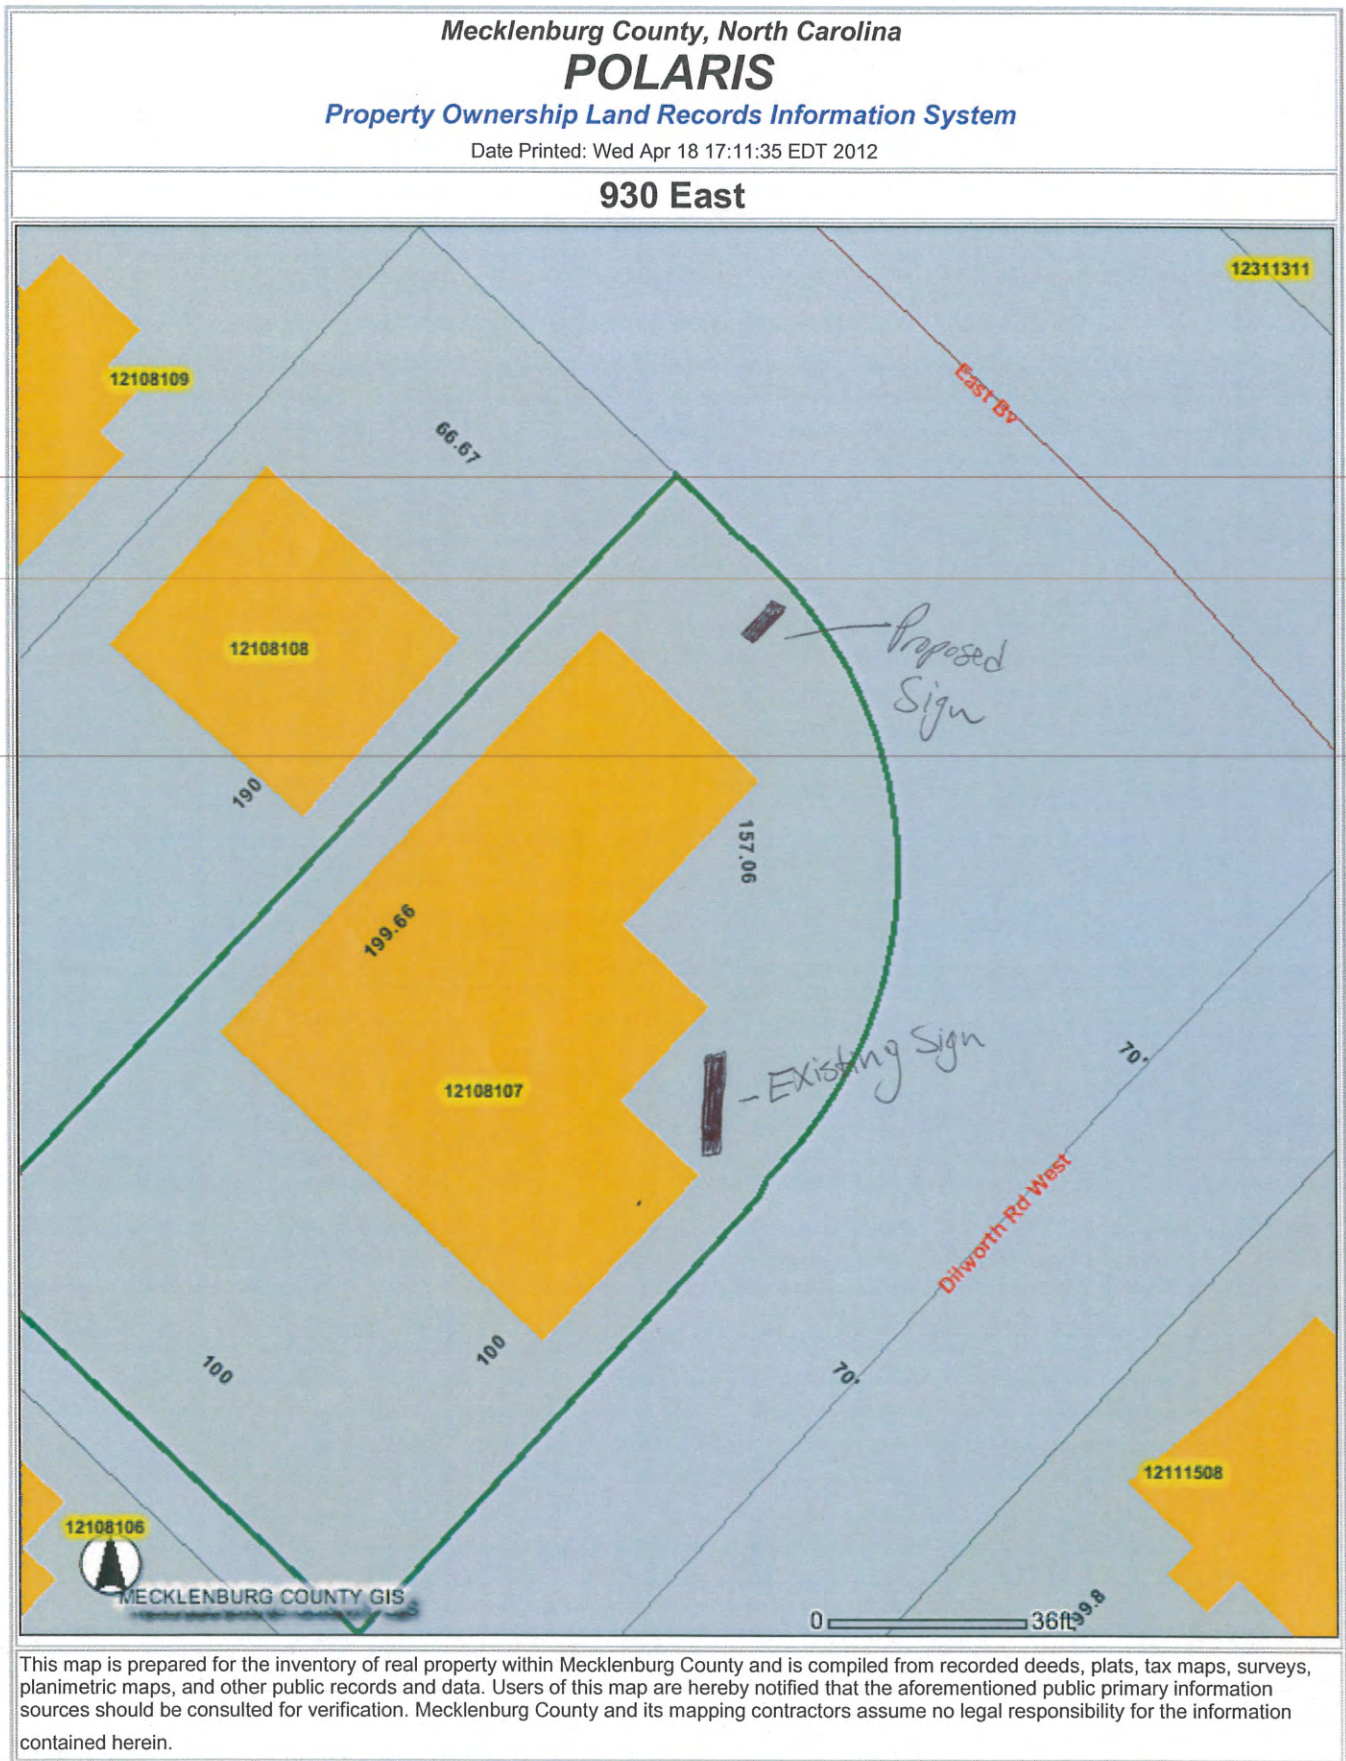 Mecklenburg County, North Carolina
POLARIS
Property Ownership Land Records Information System
Date Printed: Wed Apr 18 17:11:35 EDT 2012
930 East
12311311
12108109
East Bv
66.67
Proposed
Sign
12108108
190
157.06
199.66
Existing Sign
70'
12108107
Dilworth Rd West
100
100
70'
12111508
12108106
MECKLENBURG COUNTY GIS
0 36ft
99.8
This map is prepared for the inventory of real property within Mecklenburg County and is compiled from recorded deeds, plats, tax maps, surveys,
planimetric maps, and other public records and data. Users of this map are hereby notified that the aforementioned public primary information
sources should be consulted for verification. Mecklenburg County and its mapping contractors assume no legal responsibility for the information
contained herein.